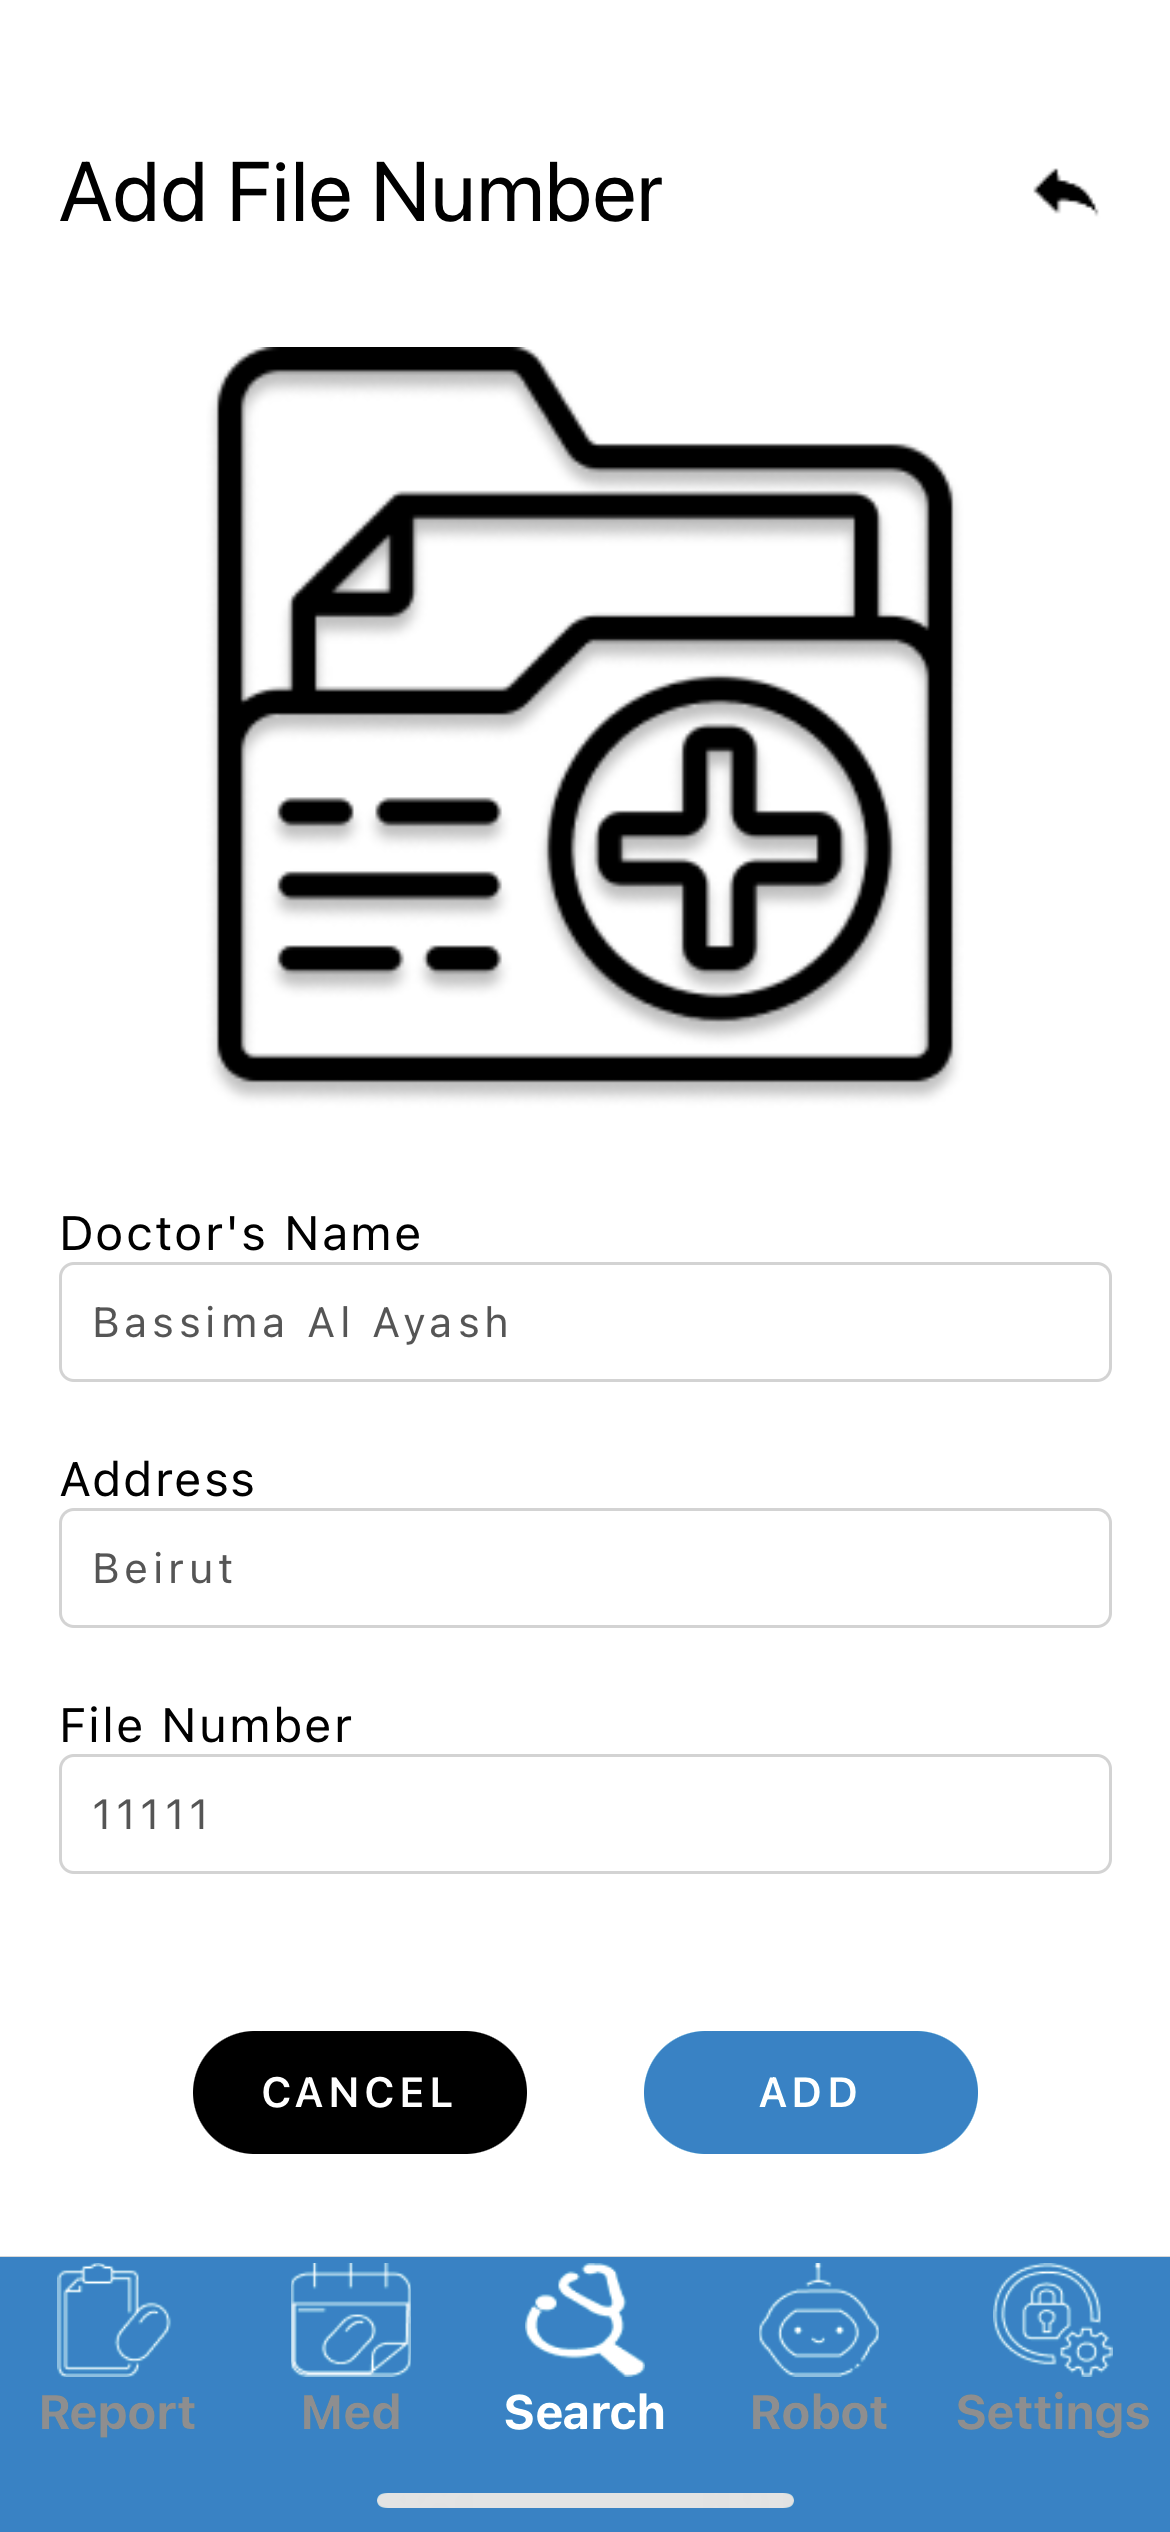 Add File Number
Doctor's Name
Bassima Al Ayash
Address
Beirut
File Number
11111
CANCEL ADD
Report Med Search Robot Settings